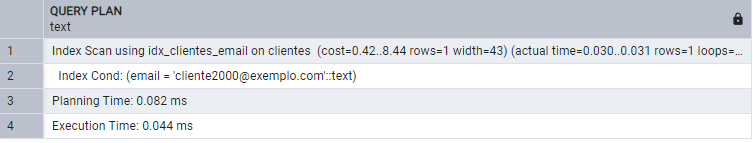 QUERY PLAN
text
1 Index Scan using idx_clientes_email on clientes (cost=0.42..8.44 rows=1 width=43) (actual time=0.030..0.031 rows=1 loops=...
2 Index Cond: (email = 'cliente2000@exemplo.com'::text)
3 Planning Time: 0.082 ms
4 Execution Time: 0.044 ms